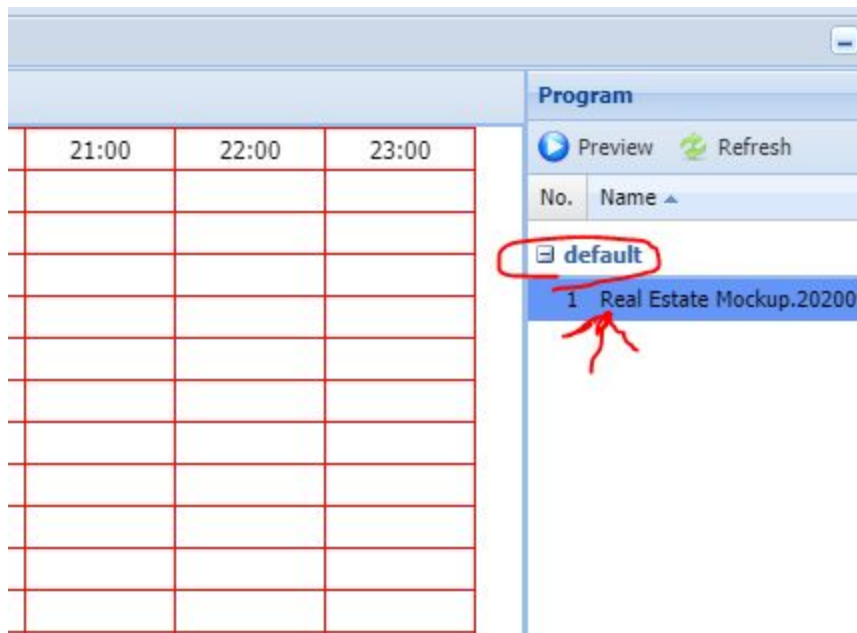 Program
21:00 22:00 23:00
Preview Refresh
No. Name
default
1 Real Estate Mockup.20200